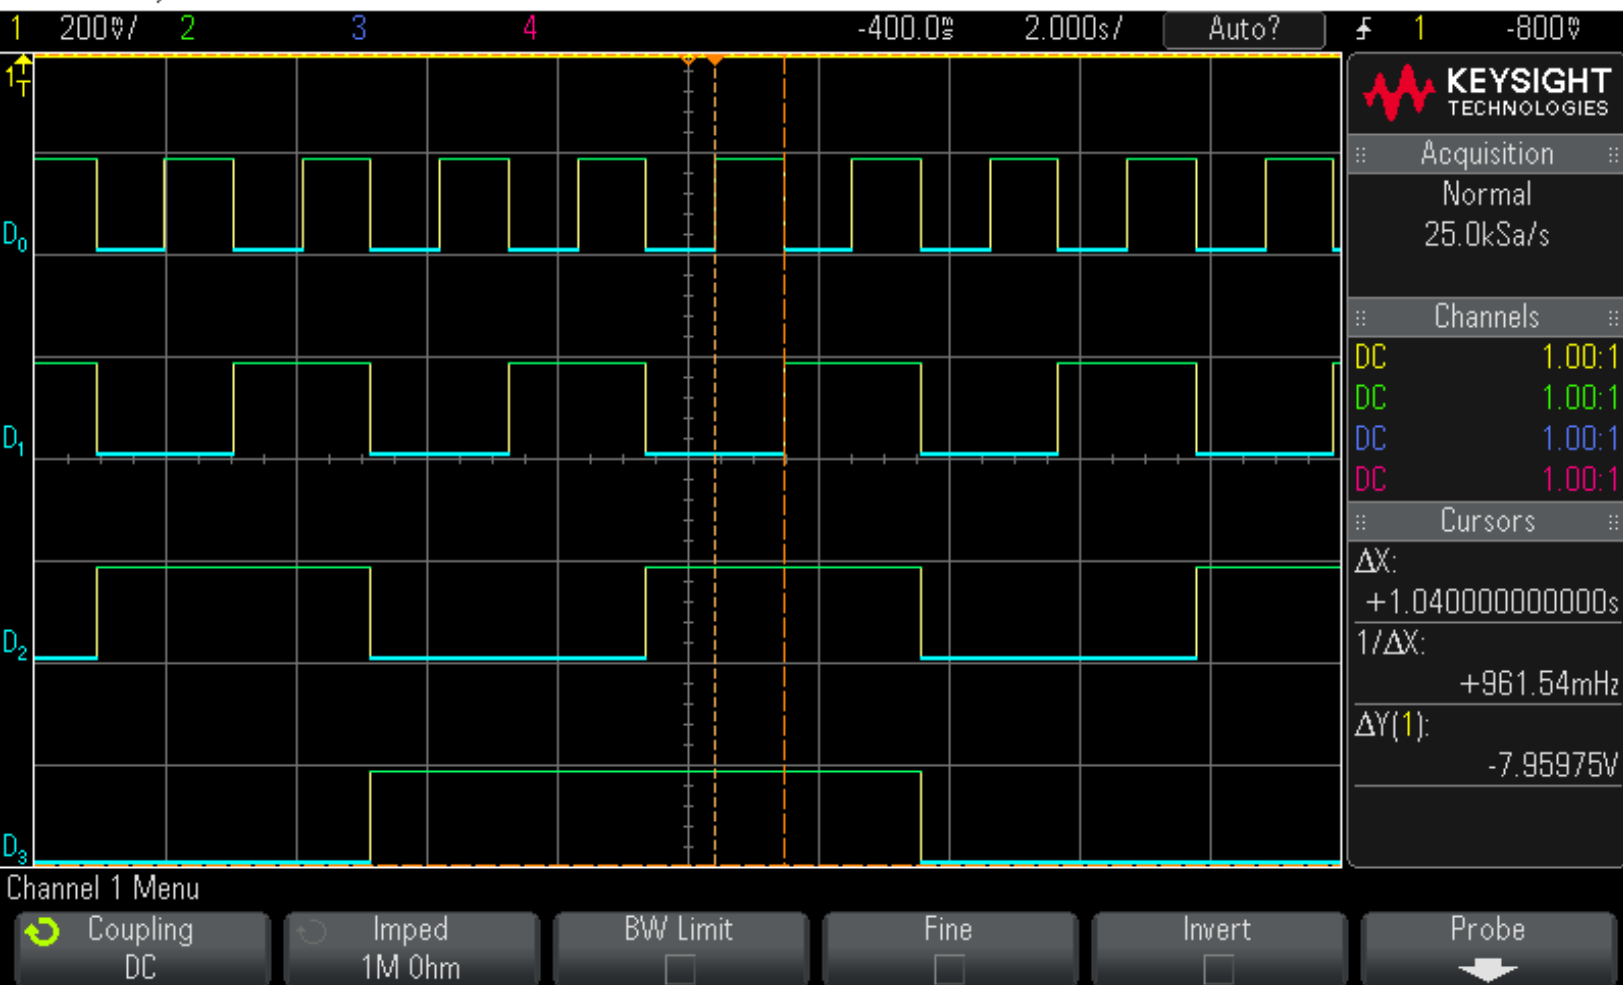 1 200mV/ 2 3 4 -400.0ms 2.000s/ Auto? 1 -800mV
1 T
KEYSIGHT
TECHNOLOGIES
Acquisition
Normal
25.0kSa/s
Channels
DC 1.00:1
DC 1.00:1
DC 1.00:1
DC 1.00:1
Cursors
ΔX:
+1.040000000000s
1/ΔX:
+961.54mHz
ΔY(1):
-7.95975V
D0
D1
D2
D3
Channel 1 Menu
Coupling
DC
Imped
1M Ohm
BW Limit
Fine
Invert
Probe